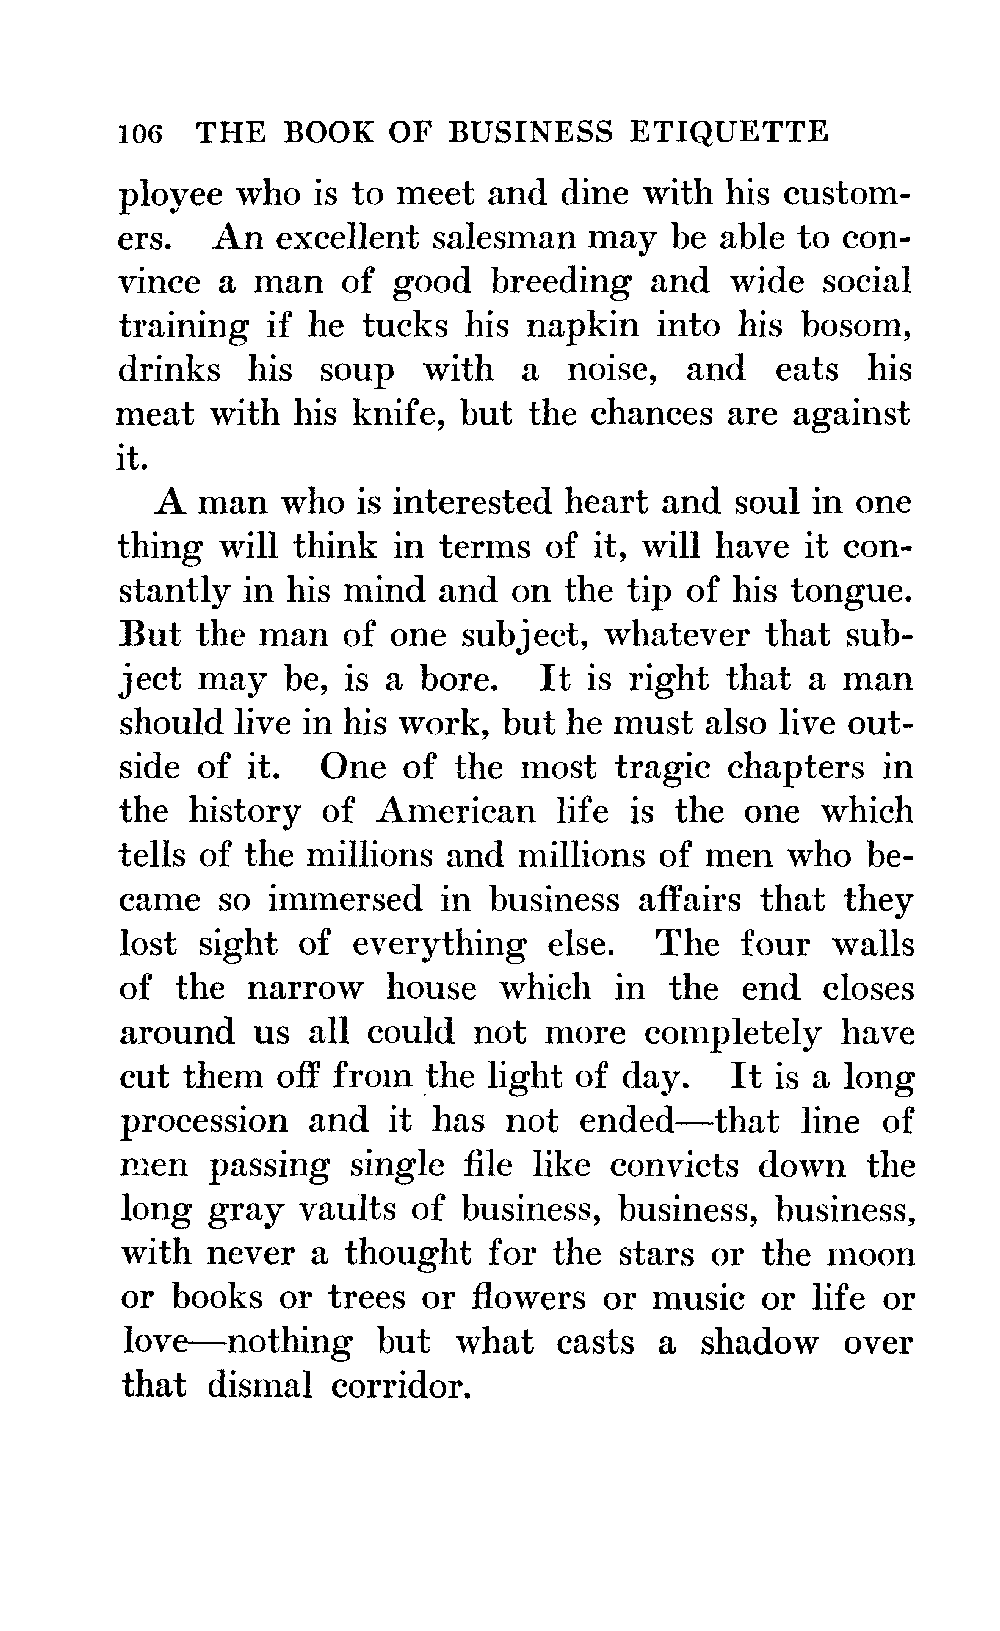 106 THE BOOK OF BUSINESS ETIQUETTE
ployee who is to meet and dine with his custom-
ers. An excellent salesman may be able to con-
vince a man of good breeding and wide social
training if he tucks his napkin into his bosom,
drinks his soup with a noise, and eats his
meat with his knife, but the chances are against
it.
A man who is interested heart and soul in one
thing will think in terms of it, will have it con-
stantly in his mind and on the tip of his tongue.
But the man of one subject, whatever that sub-
ject may be, is a bore. It is right that a man
should live in his work, but he must also live out-
side of it. One of the most tragic chapters in
the history of American life is the one which
tells of the millions and millions of men who be-
came so immersed in business affairs that they
lost sight of everything else. The four walls
of the narrow house which in the end closes
around us all could not more completely have
cut them off from the light of day. It is a long
procession and it has not ended—that line of
men passing single file like convicts down the
long gray vaults of business, business, business,
with never a thought for the stars or the moon
or books or trees or flowers or music or life or
love—nothing but what casts a shadow over
that dismal corridor.